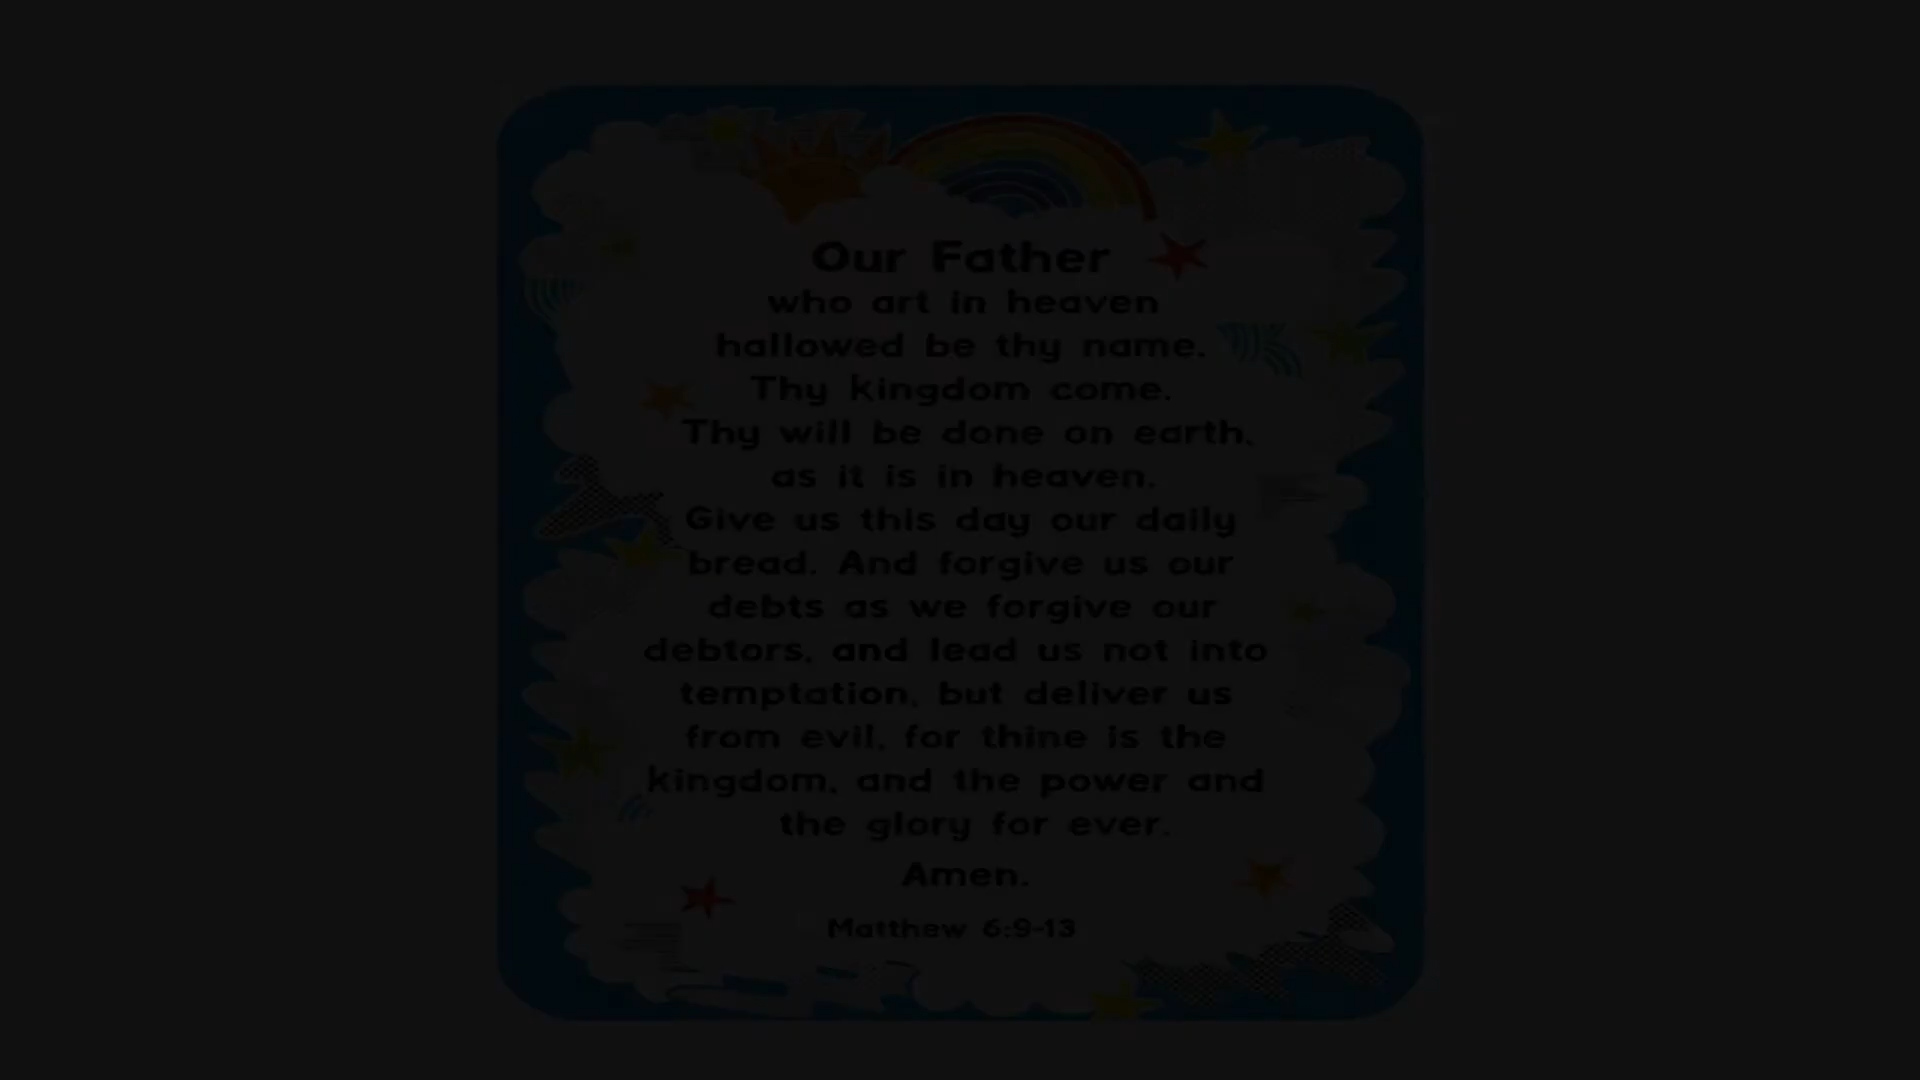 Our Father
who art in heaven
hallowed be thy name.
Thy kingdom come.
Thy will be done on earth,
as it is in heaven.
Give us this day our daily
bread. And forgive us our
debts as we forgive our
debtors, and lead us not into
temptation, but deliver us
from evil, for thine is the
kingdom, and the power and
the glory for ever.
Amen.
Matthew 6:9-13